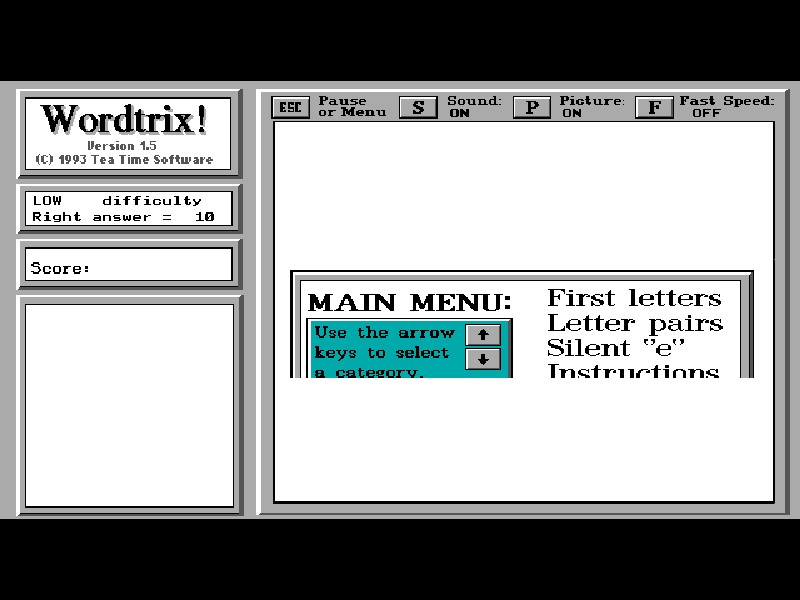 Wordtrix!
Version 1.5
(C) 1993 Tea Time Software
LOW difficulty
Right answer = 10
Score:
ESC Pause or Menu
S Sound: ON
P Picture: ON
F Fast Speed: OFF
MAIN MENU:
Use the arrow
keys to select
a category.
First letters
Letter pairs
Silent "e"
Instructions